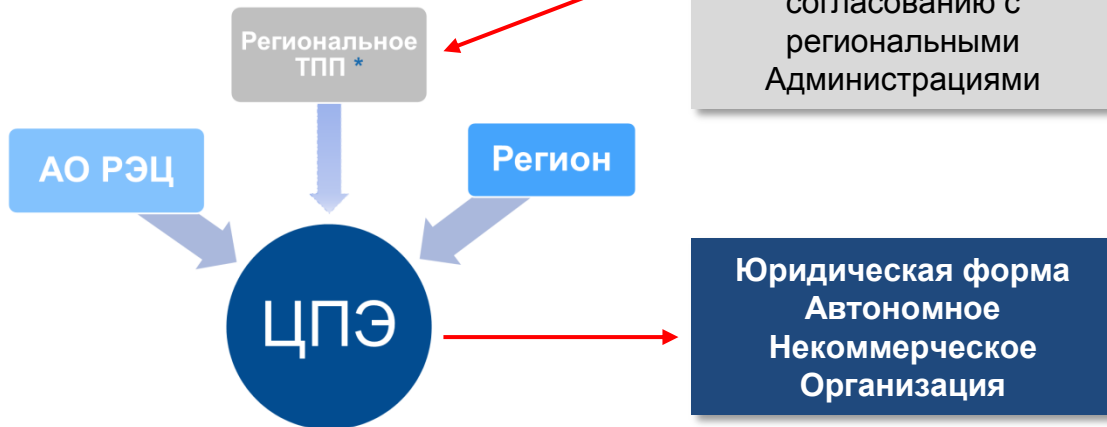 согласованию с
региональными
Администрациями
Региональное
ТПП *
АО РЭЦ
Регион
ЦПЭ
Юридическая форма
Автономное
Некоммерческое
Организация